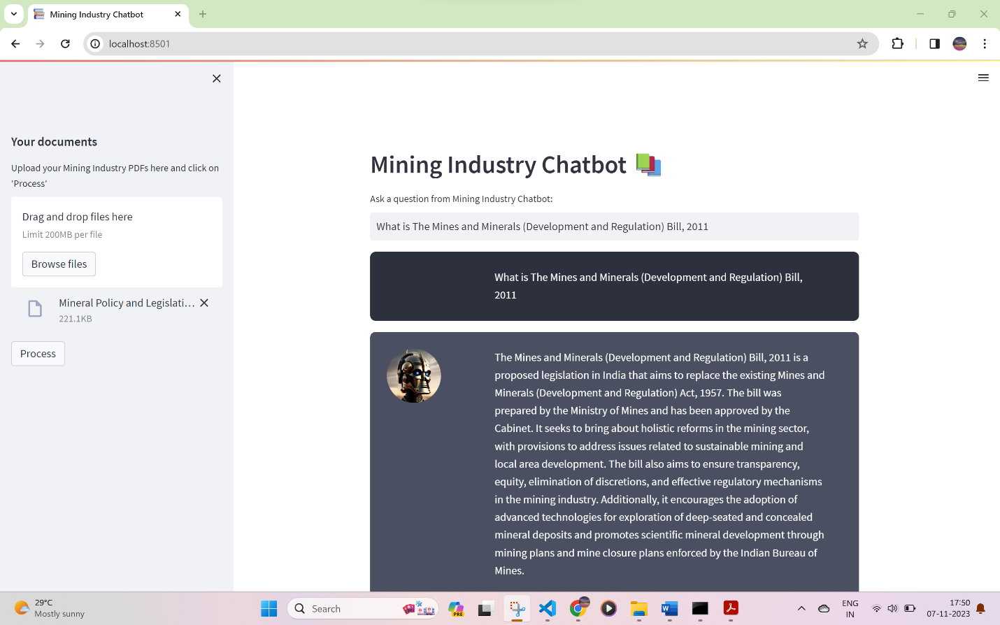 Mining Industry Chatbot
localhost:8501
Your documents
Upload your Mining Industry PDFs here and click on
'Process'
Drag and drop files here
Limit 200MB per file
Browse files
Mineral Policy and Legislati...
221.1KB
Process
Mining Industry Chatbot
Ask a question from Mining Industry Chatbot:
What is The Mines and Minerals (Development and Regulation) Bill, 2011
What is The Mines and Minerals (Development and Regulation) Bill,
2011
The Mines and Minerals (Development and Regulation) Bill, 2011 is a
proposed legislation in India that aims to replace the existing Mines and
Minerals (Development and Regulation) Act, 1957. The bill was
prepared by the Ministry of Mines and has been approved by the
Cabinet. It seeks to bring about holistic reforms in the mining sector,
with provisions to address issues related to sustainable mining and
local area development. The bill also aims to ensure transparency,
equity, elimination of discretions, and effective regulatory mechanisms
in the mining industry. Additionally, it encourages the adoption of
advanced technologies for exploration of deep-seated and concealed
mineral deposits and promotes scientific mineral development through
mining plans and mine closure plans enforced by the Indian Bureau of
Mines.
29°C
Mostly sunny
Search
PRE
W
ENG
IN
17:50
07-11-2023